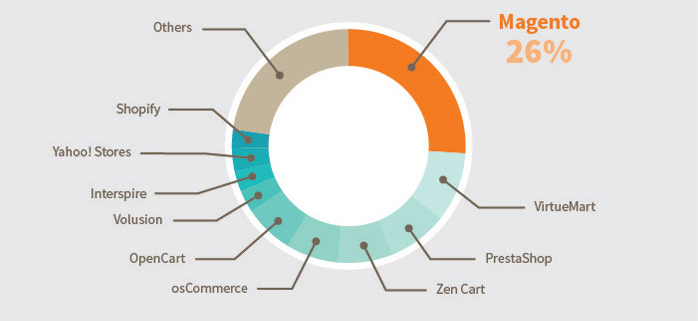 Magento
26%
Others
Shopify
Yahoo! Stores
Interspire
Volusion
OpenCart
osCommerce
Zen Cart
PrestaShop
VirtueMart